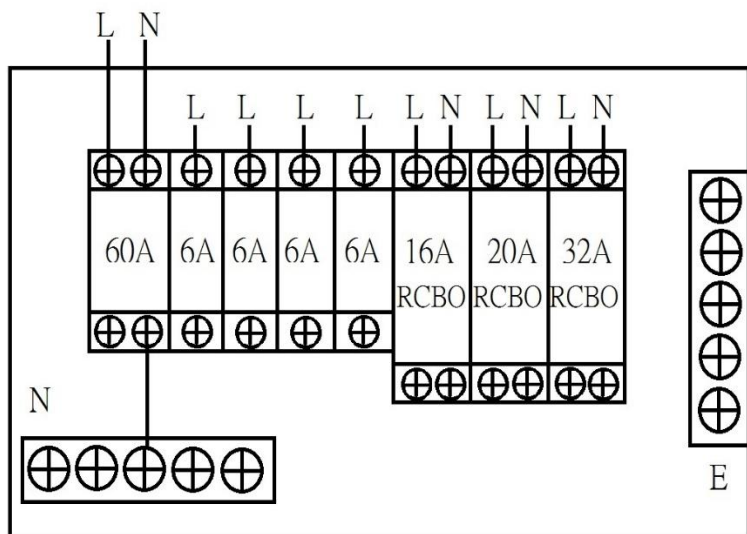 L N
L L L L L N L N L N
60A 6A 6A 6A 6A 16A 20A 32A
RCBO RCBO RCBO
N
E